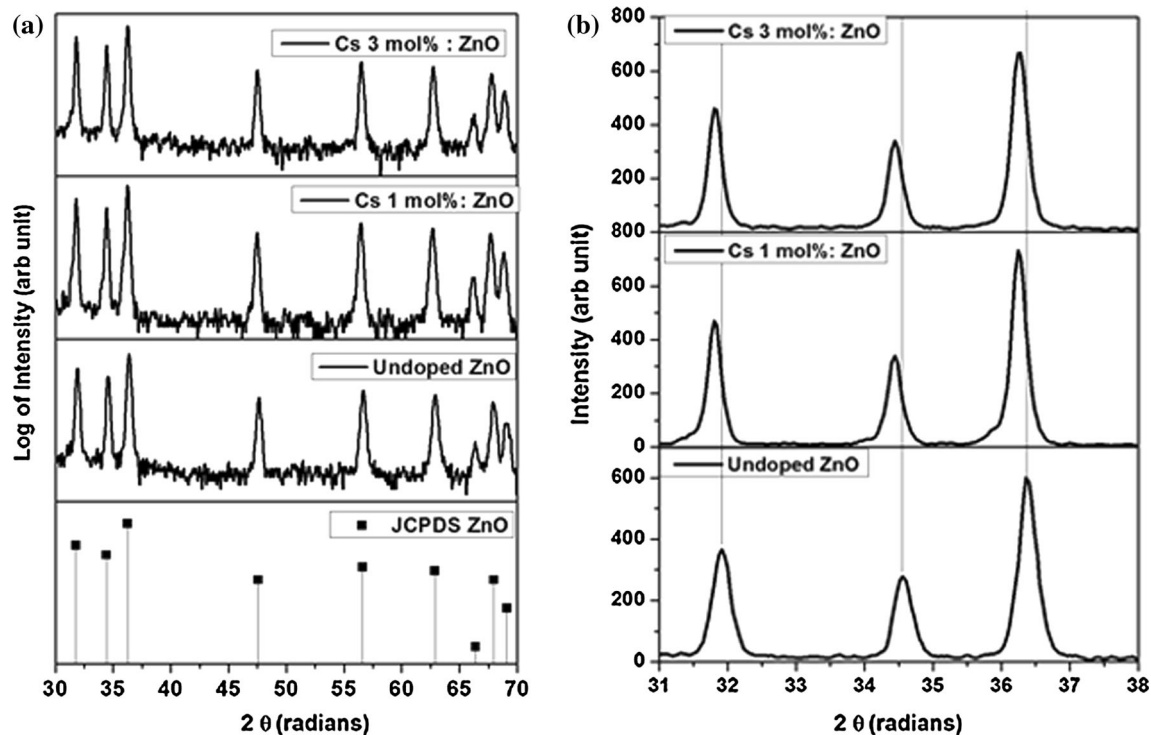 (a)
Log of Intensity (arb unit)
Cs 3 mol% : ZnO
Cs 1 mol%: ZnO
Undoped ZnO
JCPDS ZnO
30 35 40 45 50 55 60 65 70
2 θ (radians)
(b)
Intensity (arb unit)
800
600
400
200
800
600
400
200
0
600
400
200
0
Cs 3 mol%: ZnO
Cs 1 mol%: ZnO
Undoped ZnO
31 32 33 34 35 36 37 38
2 θ (radians)